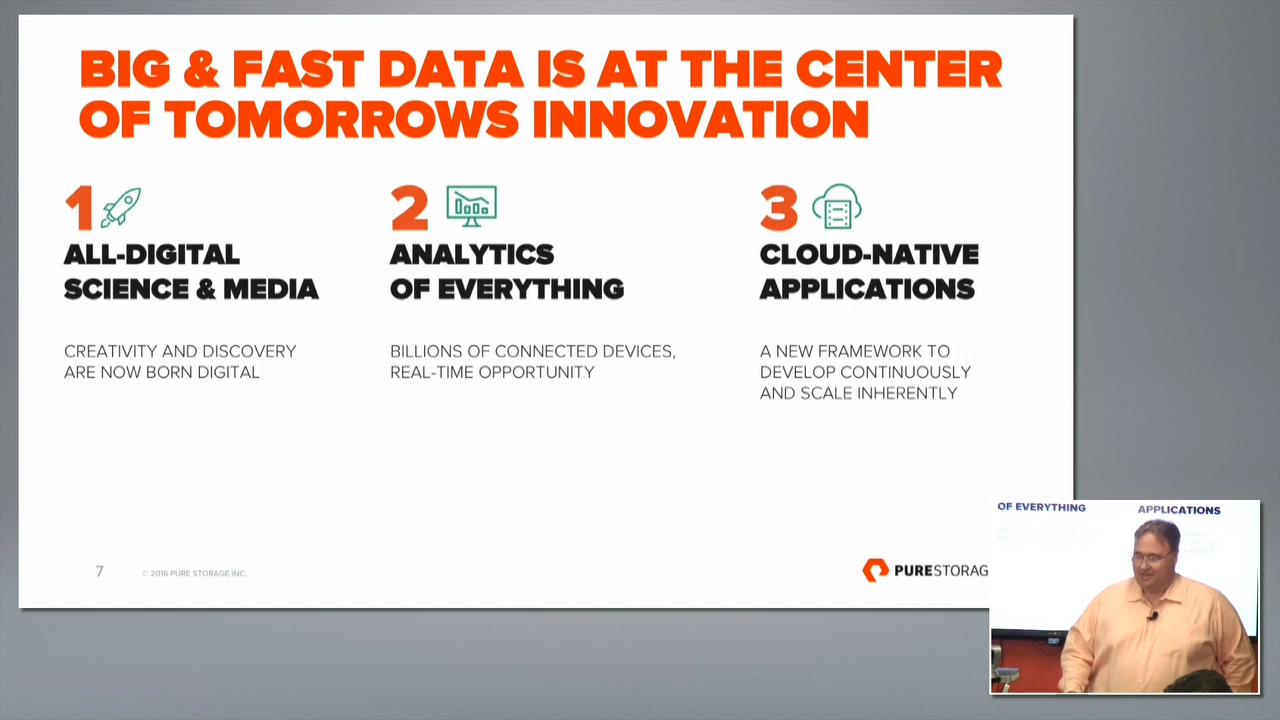 BIG & FAST DATA IS AT THE CENTER
OF TOMORROWS INNOVATION
1
ALL-DIGITAL
SCIENCE & MEDIA
CREATIVITY AND DISCOVERY
ARE NOW BORN DIGITAL
2
ANALYTICS
OF EVERYTHING
BILLIONS OF CONNECTED DEVICES,
REAL-TIME OPPORTUNITY
3
CLOUD-NATIVE
APPLICATIONS
A NEW FRAMEWORK TO
DEVELOP CONTINUOUSLY
AND SCALE INHERENTLY
7
© 2016 PURE STORAGE INC.
PURESTORAG
OF EVERYTHING
APPLICATIONS